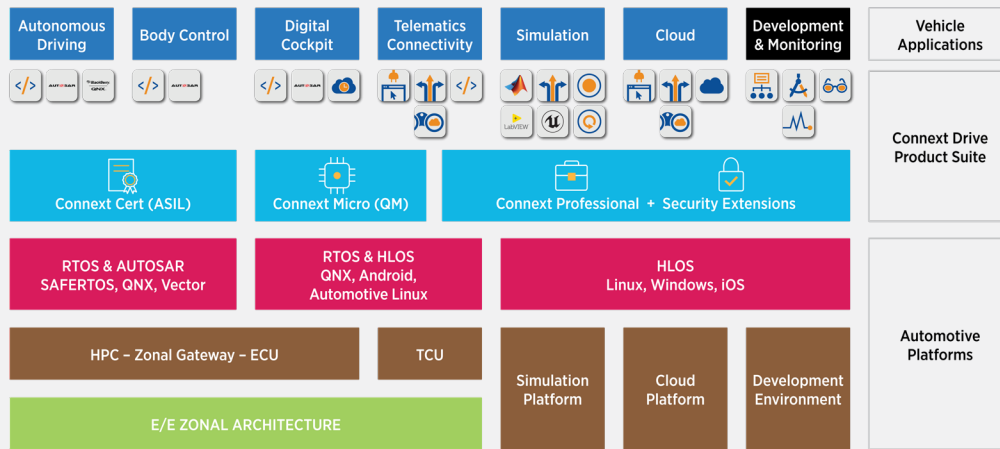 Autonomous
Driving
Body Control
Digital
Cockpit
Telematics
Connectivity
Simulation
Cloud
Development
& Monitoring
Vehicle
Applications
</>
AUTOSAR
BlackBerry
QNX
</>
AUTOSAR
</>
AUTOSAR
</>
LabVIEW
Connext Drive
Product Suite
Connext Cert (ASIL)
Connext Micro (QM)
Connext Professional + Security Extensions
RTOS & AUTOSAR
SAFERTOS, QNX, Vector
RTOS & HLOS
QNX, Android,
Automotive Linux
HLOS
Linux, Windows, iOS
Automotive
Platforms
HPC – Zonal Gateway – ECU
TCU
Simulation
Platform
Cloud
Platform
Development
Environment
E/E ZONAL ARCHITECTURE